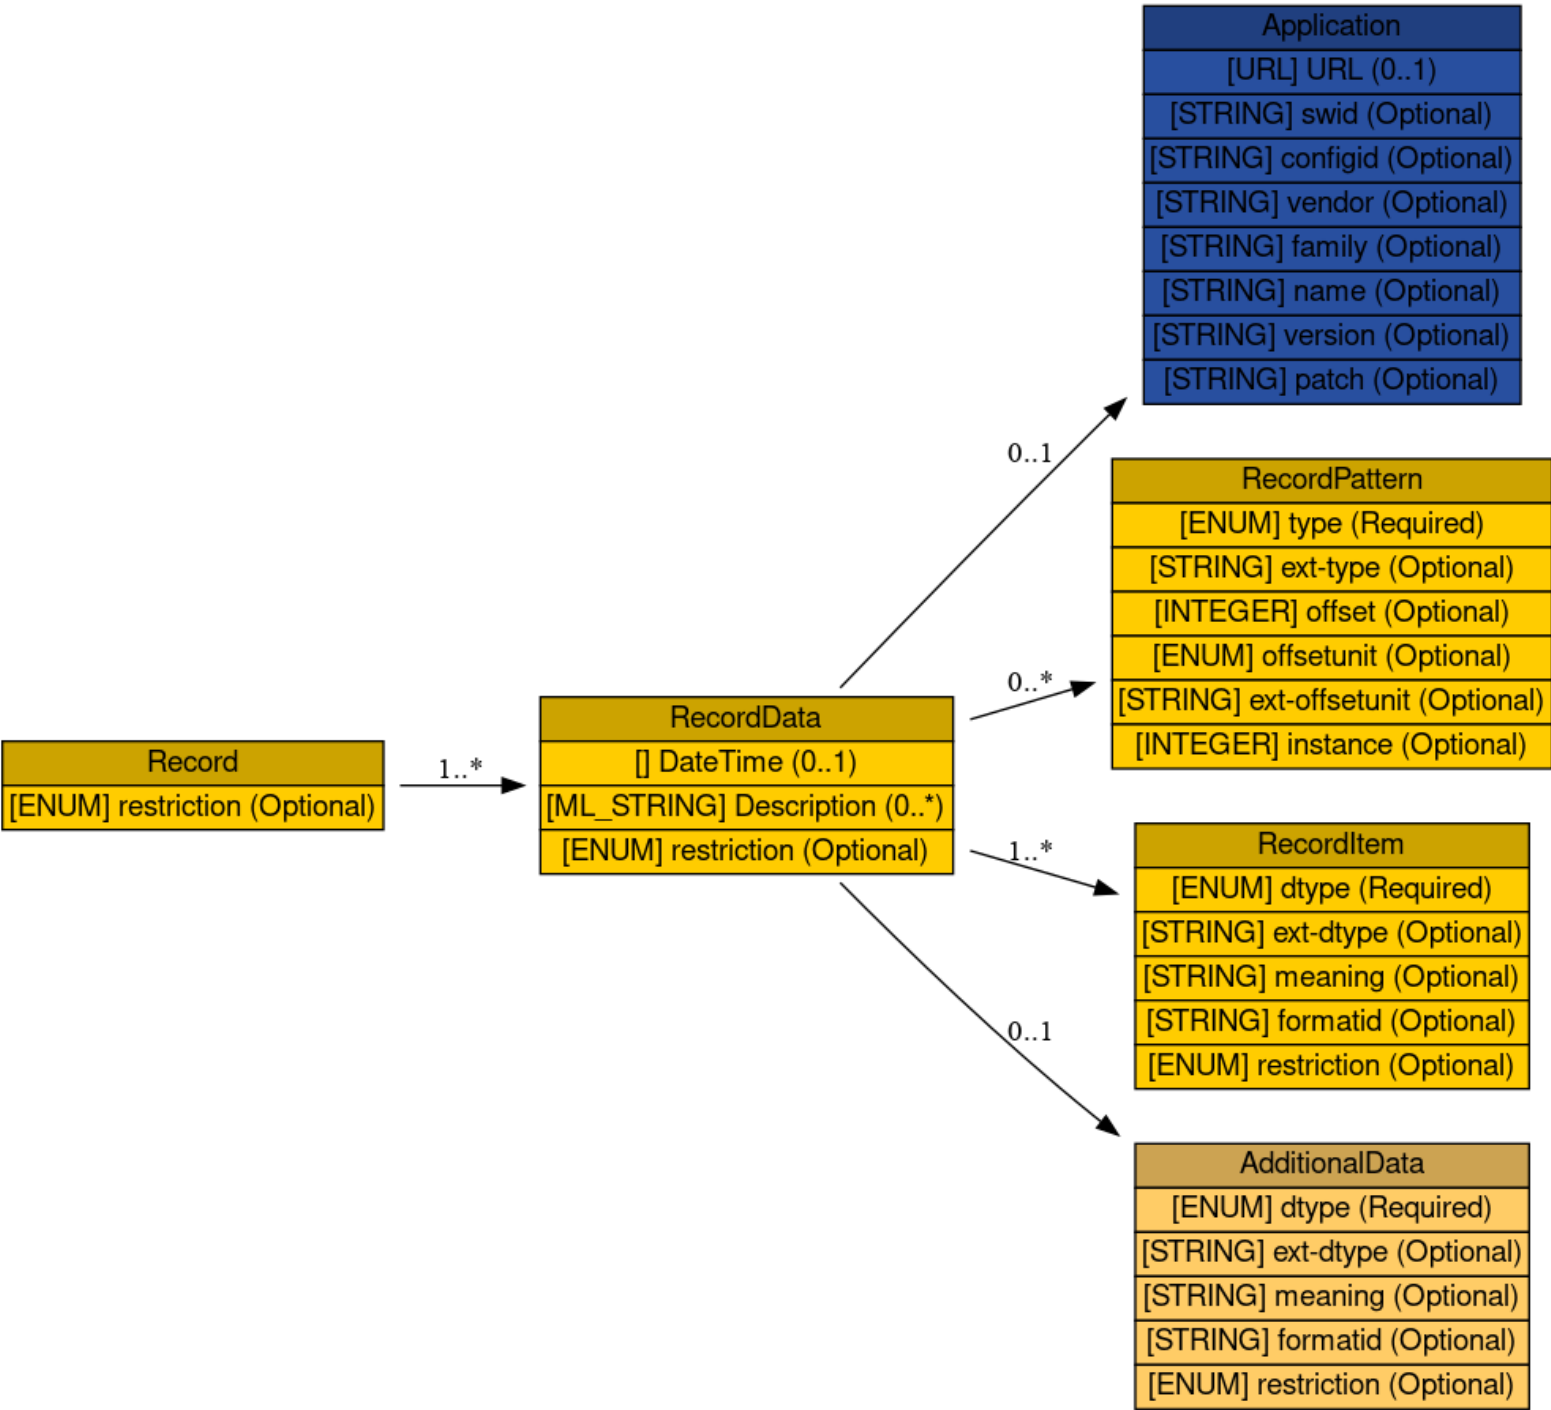 Application
[URL] URL (0..1)
[STRING] swid (Optional)
[STRING] configid (Optional)
[STRING] vendor (Optional)
[STRING] family (Optional)
[STRING] name (Optional)
[STRING] version (Optional)
[STRING] patch (Optional)
0..1
RecordPattern
[ENUM] type (Required)
[STRING] ext-type (Optional)
[INTEGER] offset (Optional)
[ENUM] offsetunit (Optional)
[STRING] ext-offsetunit (Optional)
[INTEGER] instance (Optional)
0..*
Record
[ENUM] restriction (Optional)
1..*
RecordData
[] DateTime (0..1)
[ML_STRING] Description (0..*)
[ENUM] restriction (Optional)
1..*
RecordItem
[ENUM] dtype (Required)
[STRING] ext-dtype (Optional)
[STRING] meaning (Optional)
[STRING] formatid (Optional)
[ENUM] restriction (Optional)
0..1
AdditionalData
[ENUM] dtype (Required)
[STRING] ext-dtype (Optional)
[STRING] meaning (Optional)
[STRING] formatid (Optional)
[ENUM] restriction (Optional)